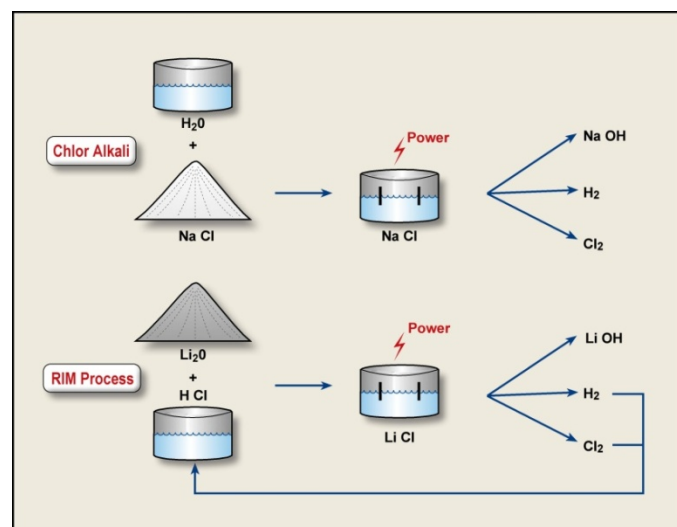 H₂0
Chlor Alkali
+
Na Cl
Power
Na Cl
Na OH
H₂
Cl₂
Li₂0
RIM Process
+
H Cl
Power
Li Cl
Li OH
H₂
Cl₂